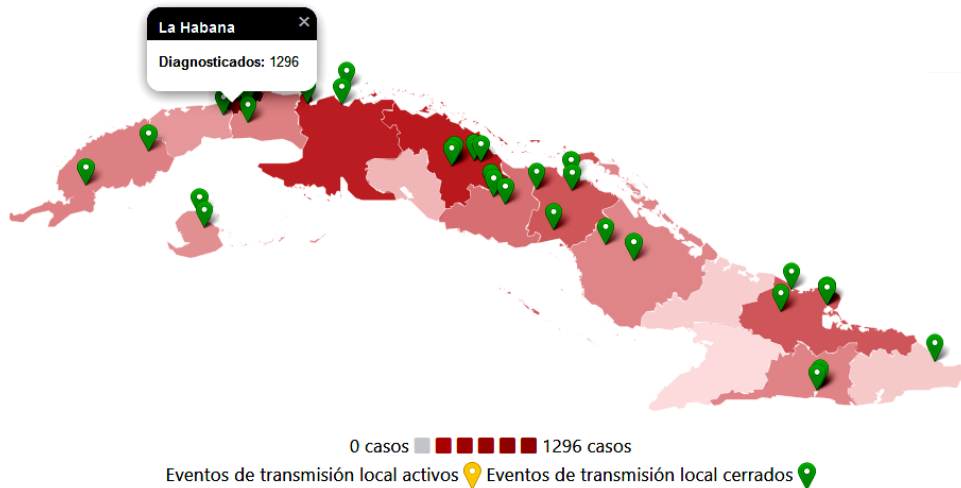 La Habana ×
Diagnosticados: 1296
0 casos 1296 casos
Eventos de transmisión local activos Eventos de transmisión local cerrados